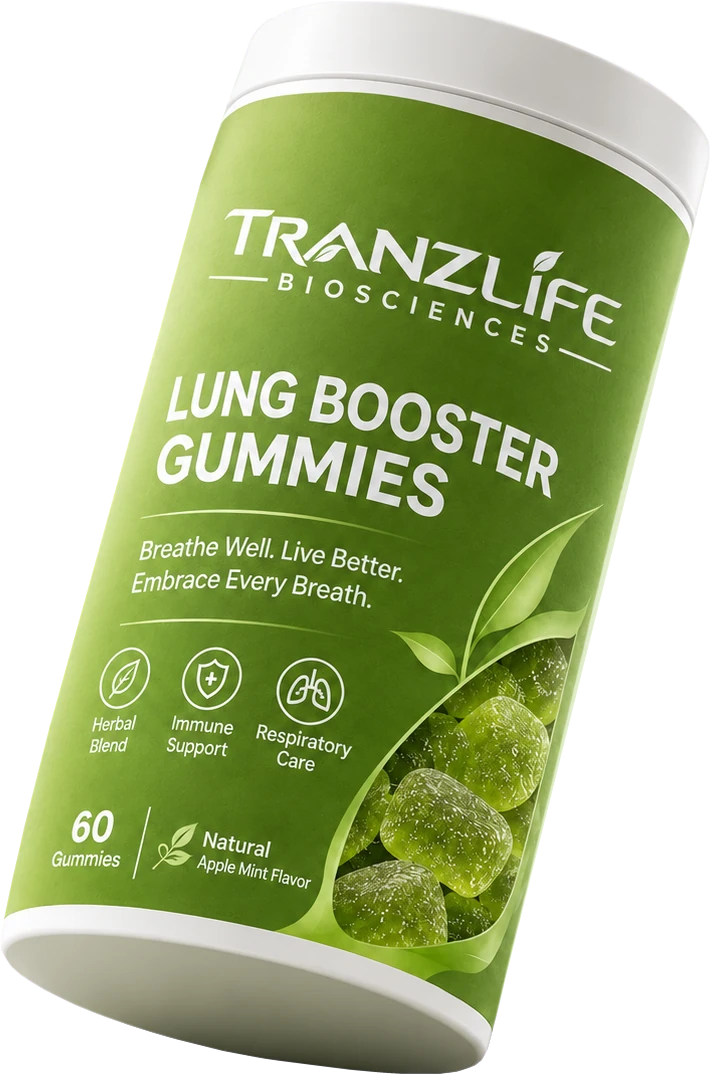 TRANZLIFE
BIOSCIENCES
LUNG BOOSTER
GUMMIES
Breathe Well. Live Better.
Embrace Every Breath.
Herbal
Blend
Immune
Support
Respiratory
Care
60
Gummies
Natural
Apple Mint Flavor